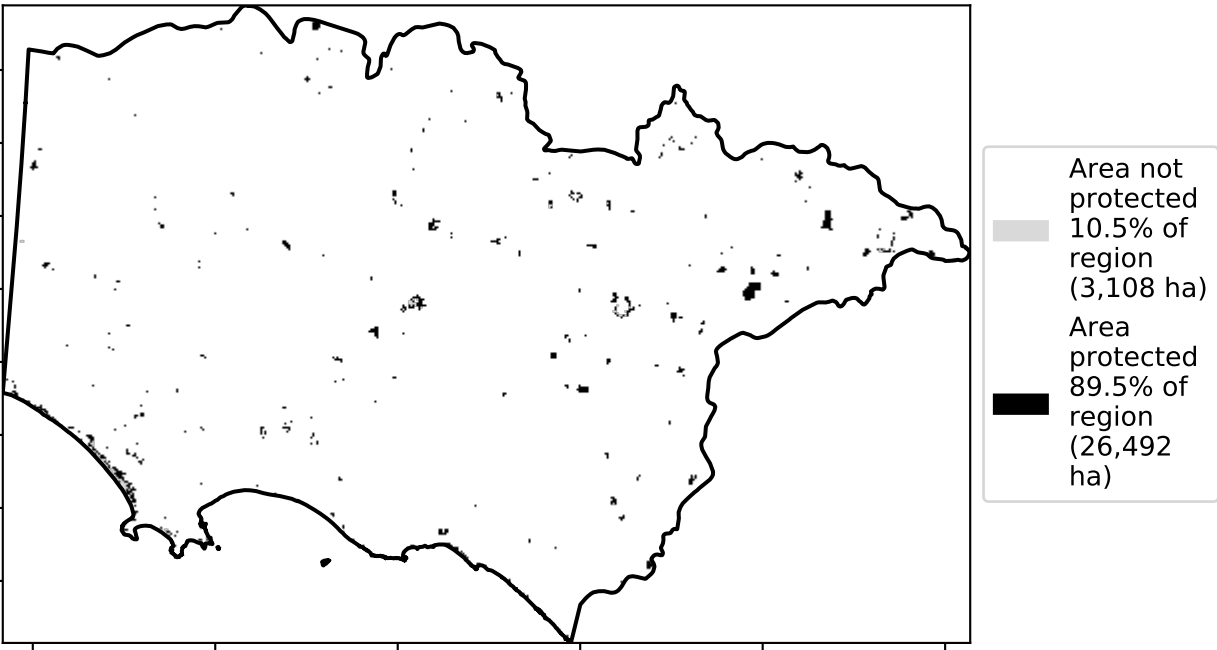 Area not
protected
10.5% of
region
(3,108 ha)
Area
protected
89.5% of
region
(26,492
ha)